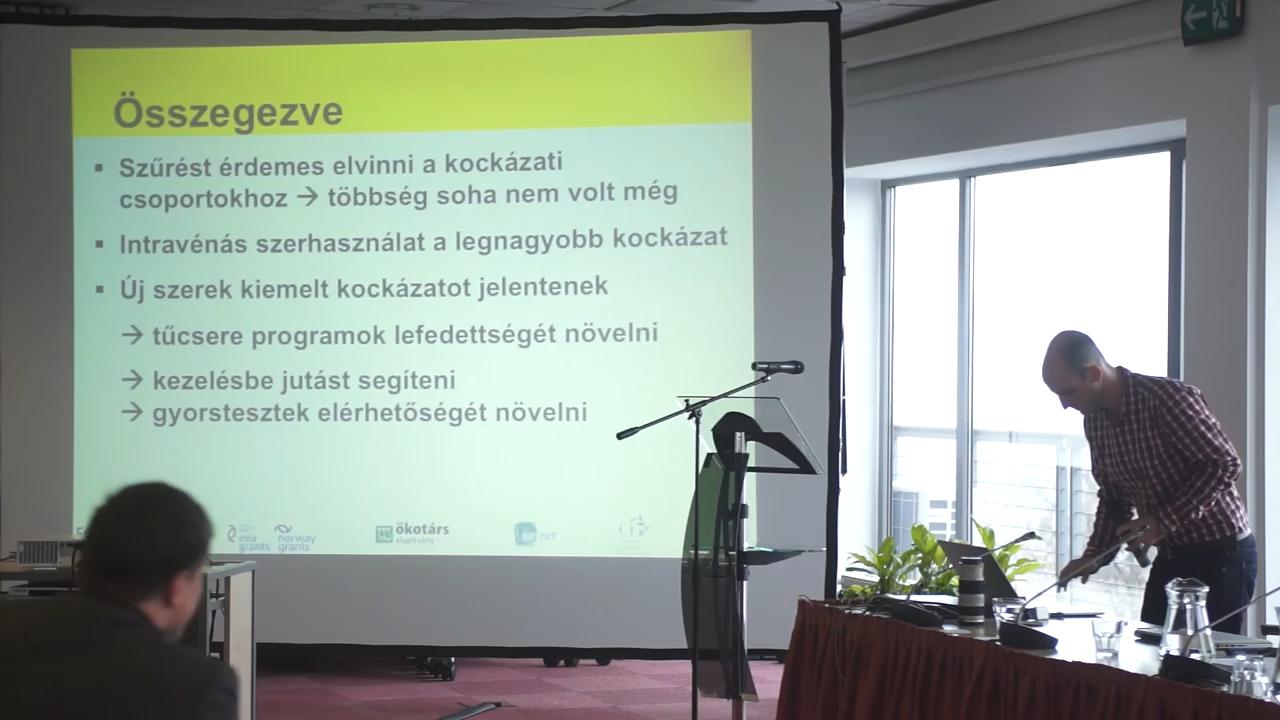 Összegezve
▪ Szűrést érdemes elvinni a kockázati
csoportokhoz → többség soha nem volt még
▪ Intravénás szerhasználat a legnagyobb kockázat
▪ Új szerek kiemelt kockázatot jelentenek
→ tűcsere programok lefedettségét növelni
→ kezelésbe jutást segíteni
→ gyorstesztek elérhetőségét növelni
eea grants
norway grants
ökotárs
alapítvány